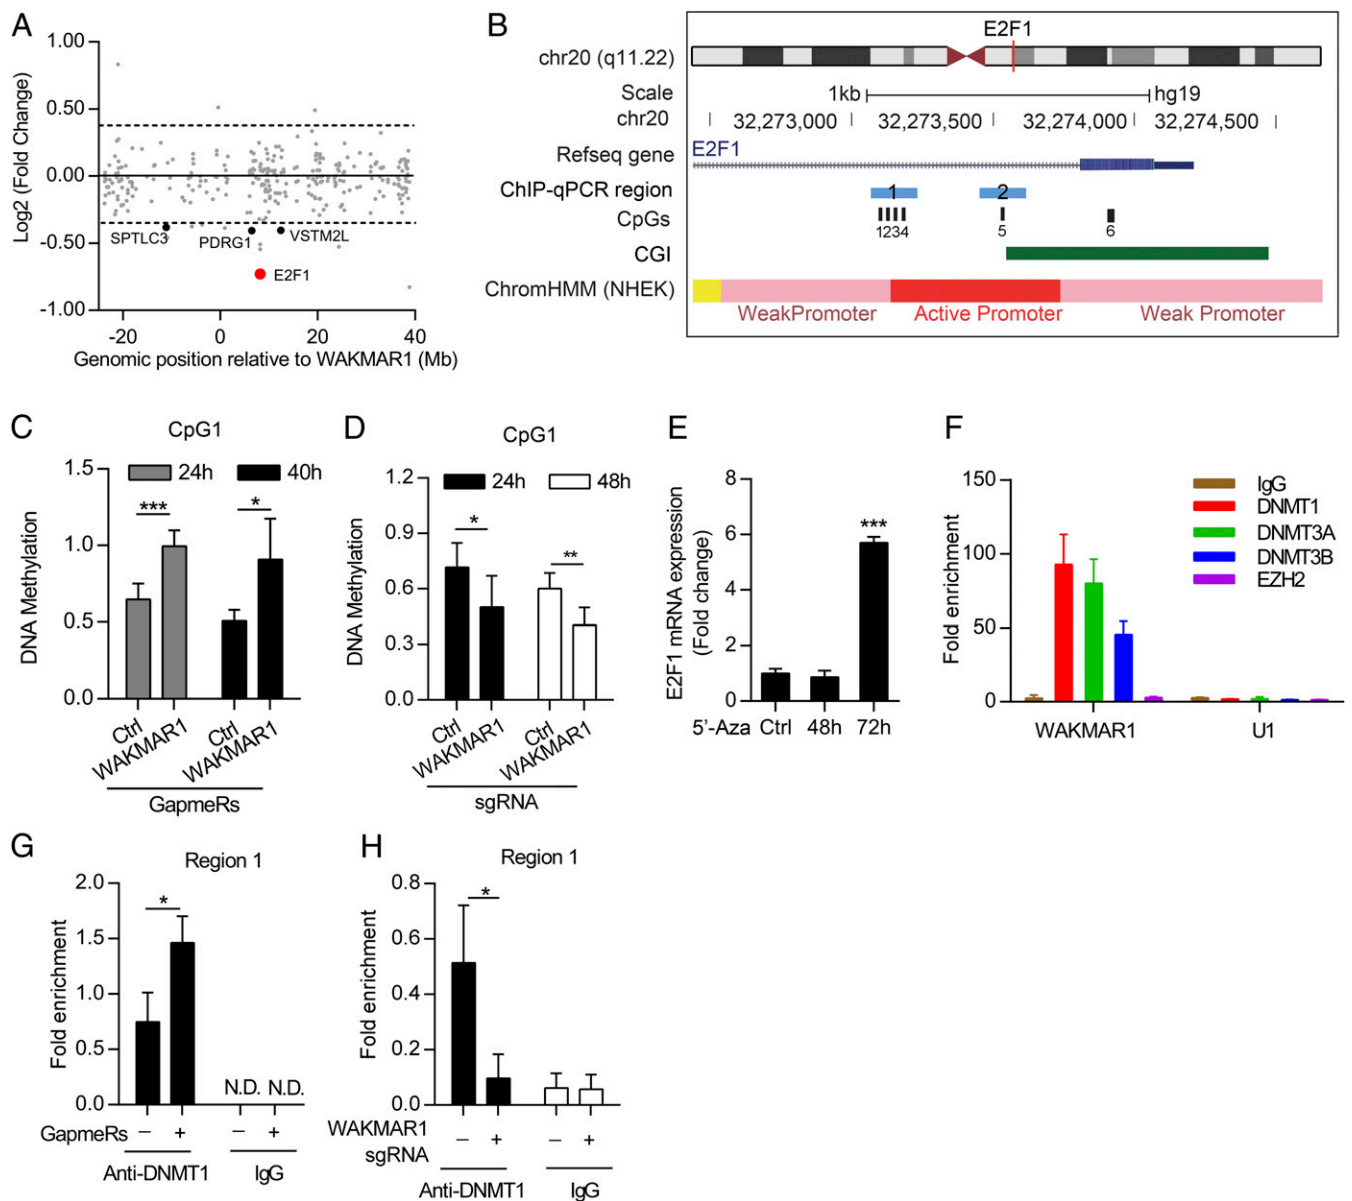 A
1.00
0.50
0.00
-0.50
-1.00
Log2 (Fold Change)
SPTLC3
PDRG1
VSTM2L
E2F1
-20 0 20 40
Genomic position relative to WAKMAR1 (Mb)
B
E2F1
chr20 (q11.22)
Scale 1kb hg19
chr20 32,273,000 32,273,500 32,274,000 32,274,500
Refseq gene E2F1
ChIP-qPCR region 1 2
CpGs
1234 5 6
CGI
ChromHMM (NHEK)
WeakPromoter Active Promoter Weak Promoter
C
CpG1
24h 40h
1.5
1.0
0.5
0.0
DNA Methylation
*** *
Ctrl WAKMAR1 Ctrl WAKMAR1
GapmeRs
D
CpG1
24h 48h
1.2
0.9
0.6
0.3
0.0
DNA Methylation
* **
Ctrl WAKMAR1 Ctrl WAKMAR1
sgRNA
E
8
6
4
2
0
E2F1 mRNA expression
(Fold change)
***
5'-Aza Ctrl 48h 72h
F
150
100
50
0
Fold enrichment
IgG
DNMT1
DNMT3A
DNMT3B
EZH2
WAKMAR1 U1
G
Region 1
2.0
1.5
1.0
0.5
0.0
Fold enrichment
*
N.D. N.D.
GapmeRs – + – +
Anti-DNMT1 IgG
H
Region 1
0.8
0.6
0.4
0.2
0.0
Fold enrichment
*
WAKMAR1
sgRNA – + – +
Anti-DNMT1 IgG